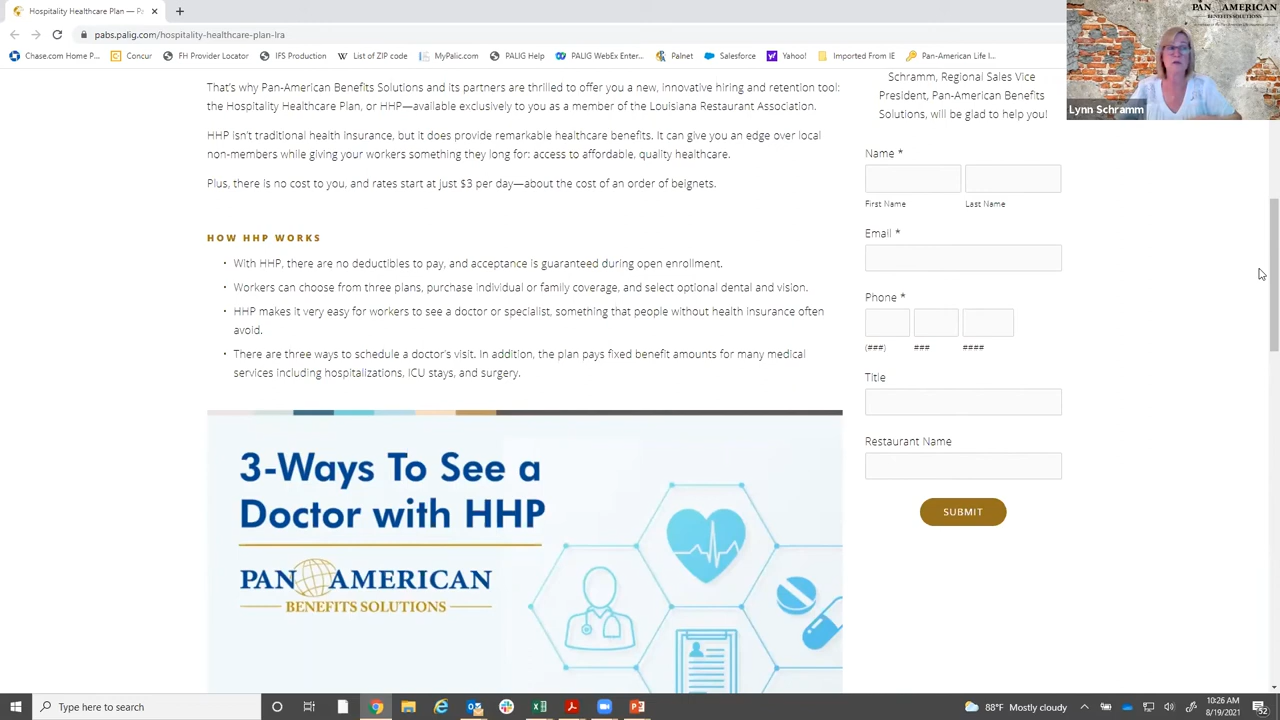 Hospitality Healthcare Plan — Pa
pabs.palig.com/hospitality-healthcare-plan-lra
Chase.com Home P...
Concur
FH Provider Locator
IFS Production
List of
MyPalic.com:
PALIG Help
PALIG WebEx Enter...
Palnet
Salesforce
Yahoo!
Imported From IE
Pan-American Life I
PAN AMERICAN
BENEFITS SOLUTIONS
Lynn Schramm
That's why Pan-American Benefits Solutions and its partners are thrilled to offer you a new, innovative hiring and retention tool:
the Hospitality Healthcare Plan, or HHP—available exclusively to you as a member of the Louisiana Restaurant Association.
HHP isn't traditional health insurance, but it does provide remarkable healthcare benefits. It can give you an edge over local
non-members while giving your workers something they long for: access to affordable, quality healthcare.
Plus, there is no cost to you, and rates start at just $3 per day—about the cost of an order of beignets.
HOW HHP WORKS
• With HHP, there are no deductibles to pay, and acceptance is guaranteed during open enrollment.
• Workers can choose from three plans, purchase individual or family coverage, and select optional dental and vision.
• HHP makes it very easy for workers to see a doctor or specialist, something that people without health insurance often
avoid.
• There are three ways to schedule a doctor's visit. In addition, the plan pays fixed benefit amounts for many medical
services including hospitalizations, ICU stays, and surgery.
3-Ways To See a
Doctor with HHP
PAN AMERICAN
BENEFITS SOLUTIONS
Schramm, Regional Sales Vice
President, Pan-American Benefits
Solutions, will be glad to help you!
Name *
First Name
Last Name
Email *
Phone *
(###)
###
####
Title
Restaurant Name
SUBMIT
Type here to search
88°F Mostly cloudy
10:26 AM
8/19/2021
52